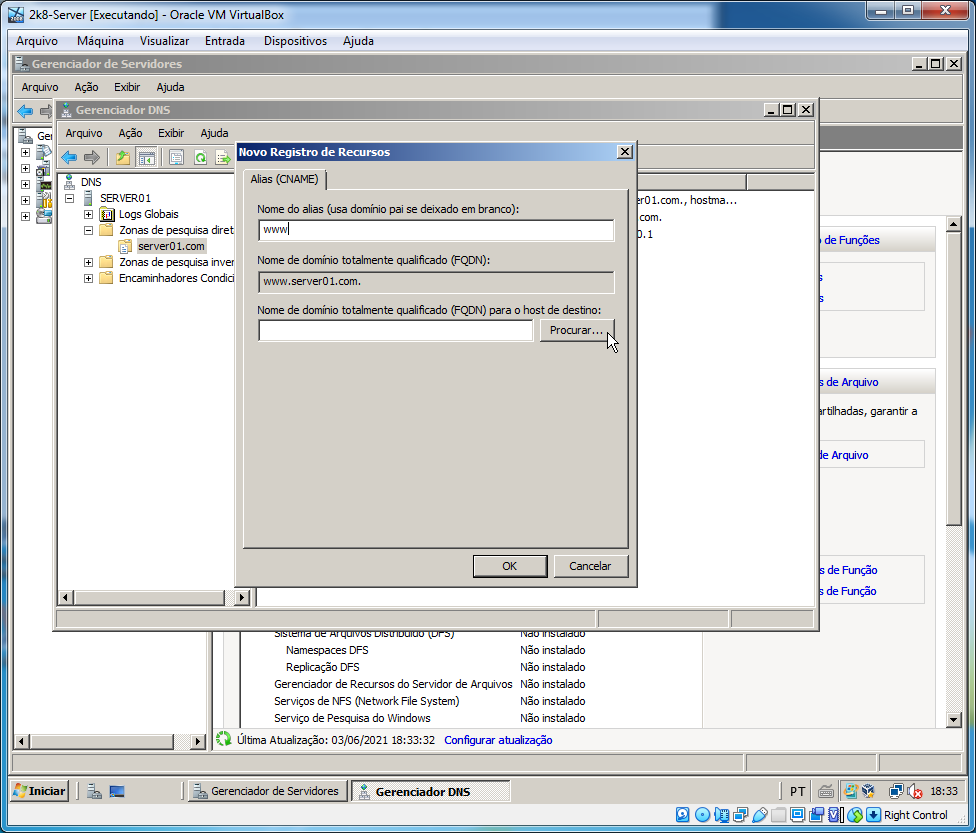 2k8-Server [Executando] - Oracle VM VirtualBox
Arquivo Máquina Visualizar Entrada Dispositivos Ajuda
Gerenciador de Servidores
Arquivo Ação Exibir Ajuda
Gerenciador DNS
Arquivo Ação Exibir Ajuda
Novo Registro de Recursos
Alias (CNAME)
Nome do alias (usa domínio pai se deixado em branco):
www
Nome de domínio totalmente qualificado (FQDN):
www.server01.com.
Nome de domínio totalmente qualificado (FQDN) para o host de destino:
Procurar...
OK Cancelar
DNS
SERVER01
Logs Globais
Zonas de pesquisa diret
server01.com
Zonas de pesquisa inver
Encaminhadores Condici
er01.com., hostma...
com.
0.1
Ger
o de Funções
s
s
s de Arquivo
artilhadas, garantir a
de Arquivo
s de Função
s de Função
Sistema de Arquivos Distribuído (DFS) Não instalado
Namespaces DFS Não instalado
Replicação DFS Não instalado
Gerenciador de Recursos do Servidor de Arquivos Não instalado
Serviços de NFS (Network File System) Não instalado
Serviço de Pesquisa do Windows Não instalado
Última Atualização: 03/06/2021 18:33:32 Configurar atualização
Iniciar Gerenciador de Servidores Gerenciador DNS PT 18:33
Right Control